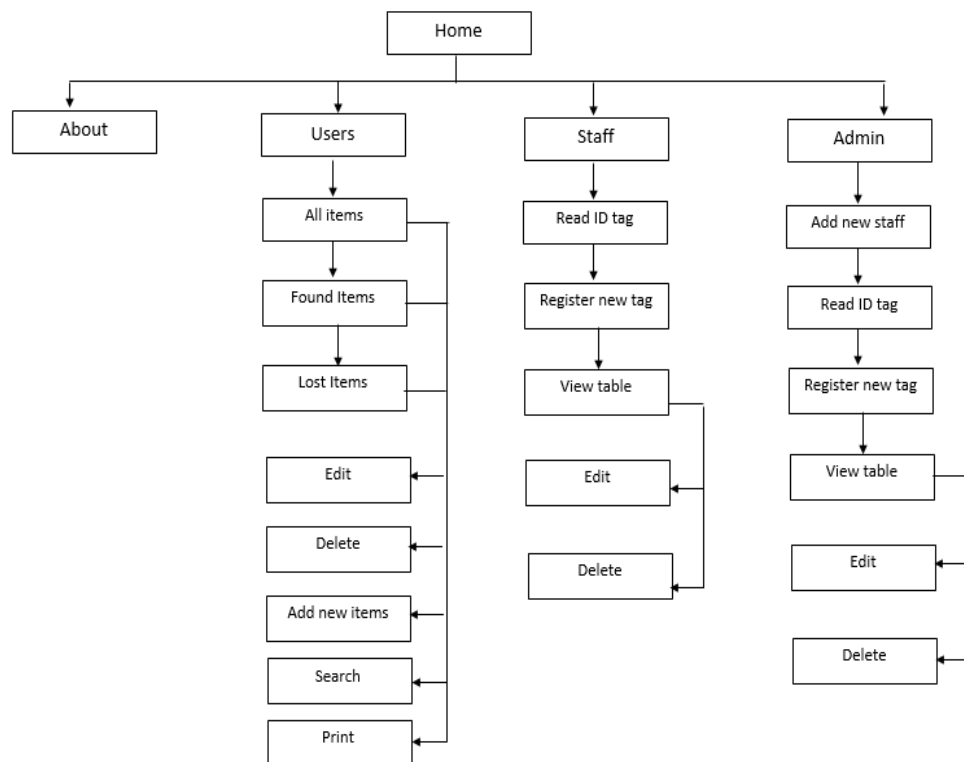 Home
About
Users
Staff
Admin
All items
Found Items
Lost Items
Edit
Delete
Add new items
Search
Print
Read ID tag
Register new tag
View table
Edit
Delete
Add new staff
Read ID tag
Register new tag
View table
Edit
Delete